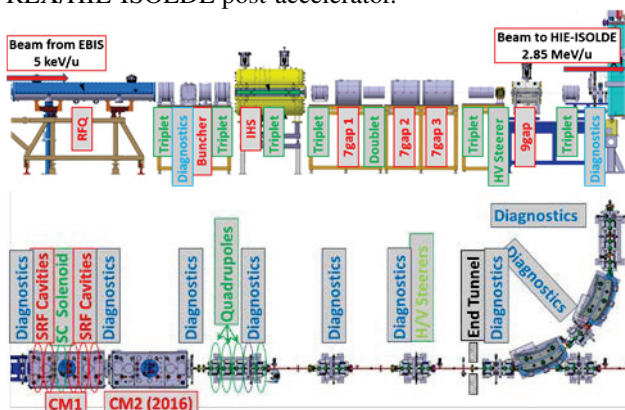 REX/HIE-ISOLDE post-accelerator.
Beam from EBIS
5 keV/u
Beam to HIE-ISOLDE
2.85 MeV/u
RFQ
Triplet
Diagnostics
Buncher
Triplet
IHS
Triplet
Triplet
7gap 1
Doublet
7gap 2
7gap 3
Triplet
HV Steerer
9gap
Triplet
Diagnostics
Diagnostics
SRF Cavities
SC Solenoid
SRF Cavities
Diagnostics
Diagnostics
Quadrupoles
Diagnostics
Diagnostics
Diagnostics
H/V Steerers
End Tunnel
Diagnostics
Diagnostics
Diagnostics
CM1
CM2 (2016)